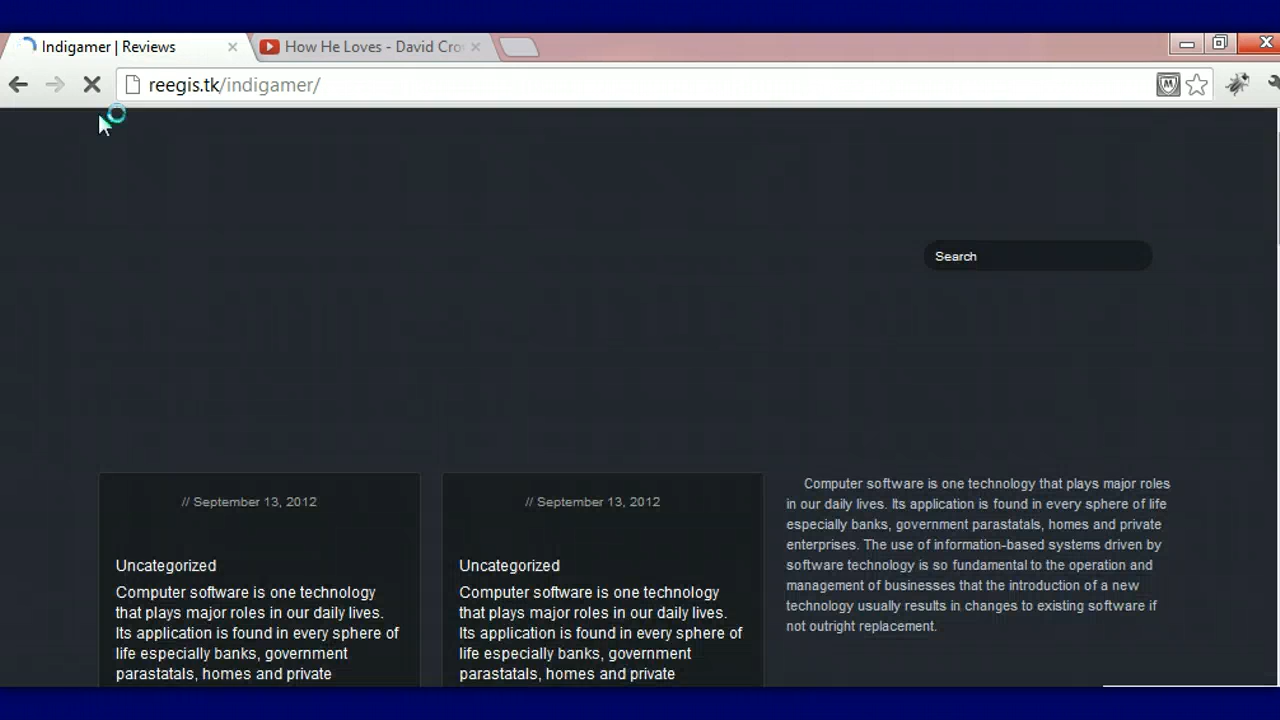 Indigamer | Reviews
How He Loves - David Cro
reegis.tk/indigamer/
Search
// September 13, 2012
Uncategorized
Computer software is one technology
that plays major roles in our daily lives.
Its application is found in every sphere of
life especially banks, government
parastatals, homes and private
// September 13, 2012
Uncategorized
Computer software is one technology
that plays major roles in our daily lives.
Its application is found in every sphere of
life especially banks, government
parastatals, homes and private
Computer software is one technology that plays major roles
in our daily lives. Its application is found in every sphere of life
especially banks, government parastatals, homes and private
enterprises. The use of information-based systems driven by
software technology is so fundamental to the operation and
management of businesses that the introduction of a new
technology usually results in changes to existing software if
not outright replacement.